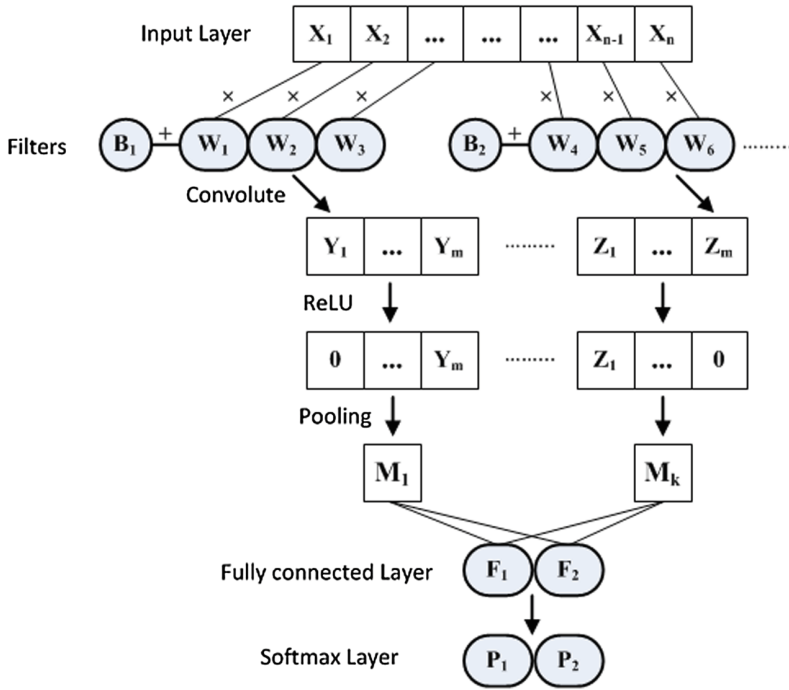 Input Layer X₁ X₂ ... ... ... Xₙ₋₁ Xₙ
× × × × × ×
Filters B₁ + W₁ W₂ W₃ B₂ + W₄ W₅ W₆ ........
Convolute
Y₁ ... Yₘ ......... Z₁ ... Zₘ
ReLU
0 ... Yₘ ......... Z₁ ... 0
Pooling
M₁ Mₖ
Fully connected Layer F₁ F₂
Softmax Layer P₁ P₂